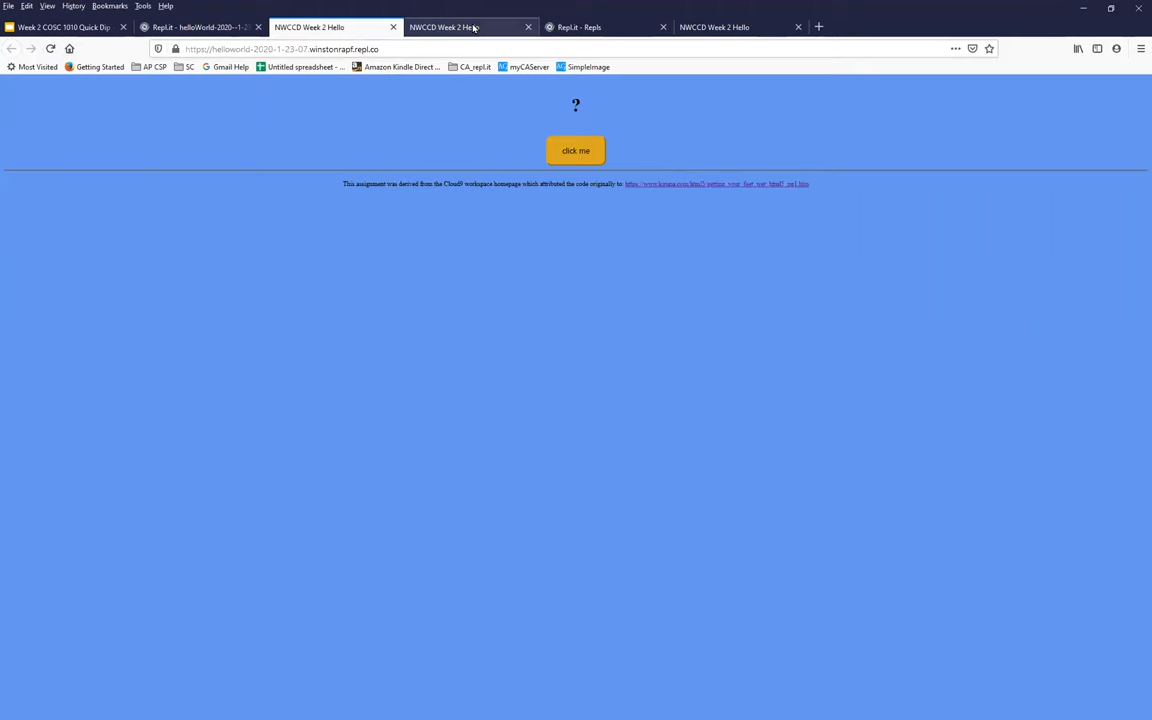 File Edit View History Bookmarks Tools Help
Week 2 COSC 1010 Quick Dip
Repl.it - helloWorld-2020--1-2
NWCCD Week 2 Hello
NWCCD Week 2 Hello
Repl.it - Repls
NWCCD Week 2 Hello
https://helloworld-2020-1-23-07.winstonrapf.repl.co
Most Visited Getting Started AP CSP SC Gmail Help Untitled spreadsheet - ... Amazon Kindle Direct ... CA_repl.it myCAServer SimpleImage
?
click me
This assignment was derived from the Cloud9 workspace homepage which attributed the code originally to: